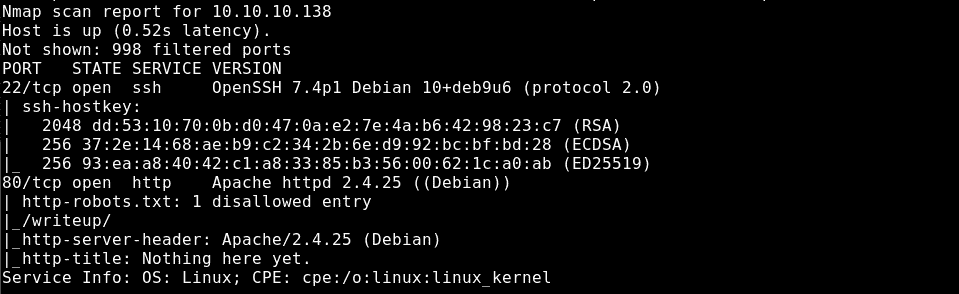 Nmap scan report for 10.10.10.138
Host is up (0.52s latency).
Not shown: 998 filtered ports
PORT   STATE SERVICE VERSION
22/tcp open  ssh     OpenSSH 7.4p1 Debian 10+deb9u6 (protocol 2.0)
| ssh-hostkey:
|   2048 dd:53:10:70:0b:d0:47:0a:e2:7e:4a:b6:42:98:23:c7 (RSA)
|   256 37:2e:14:68:ae:b9:c2:34:2b:6e:d9:92:bc:bf:bd:28 (ECDSA)
|_  256 93:ea:a8:40:42:c1:a8:33:85:b3:56:00:62:1c:a0:ab (ED25519)
80/tcp open  http    Apache httpd 2.4.25 ((Debian))
| http-robots.txt: 1 disallowed entry
|_/writeup/
|_http-server-header: Apache/2.4.25 (Debian)
|_http-title: Nothing here yet.
Service Info: OS: Linux; CPE: cpe:/o:linux:linux_kernel